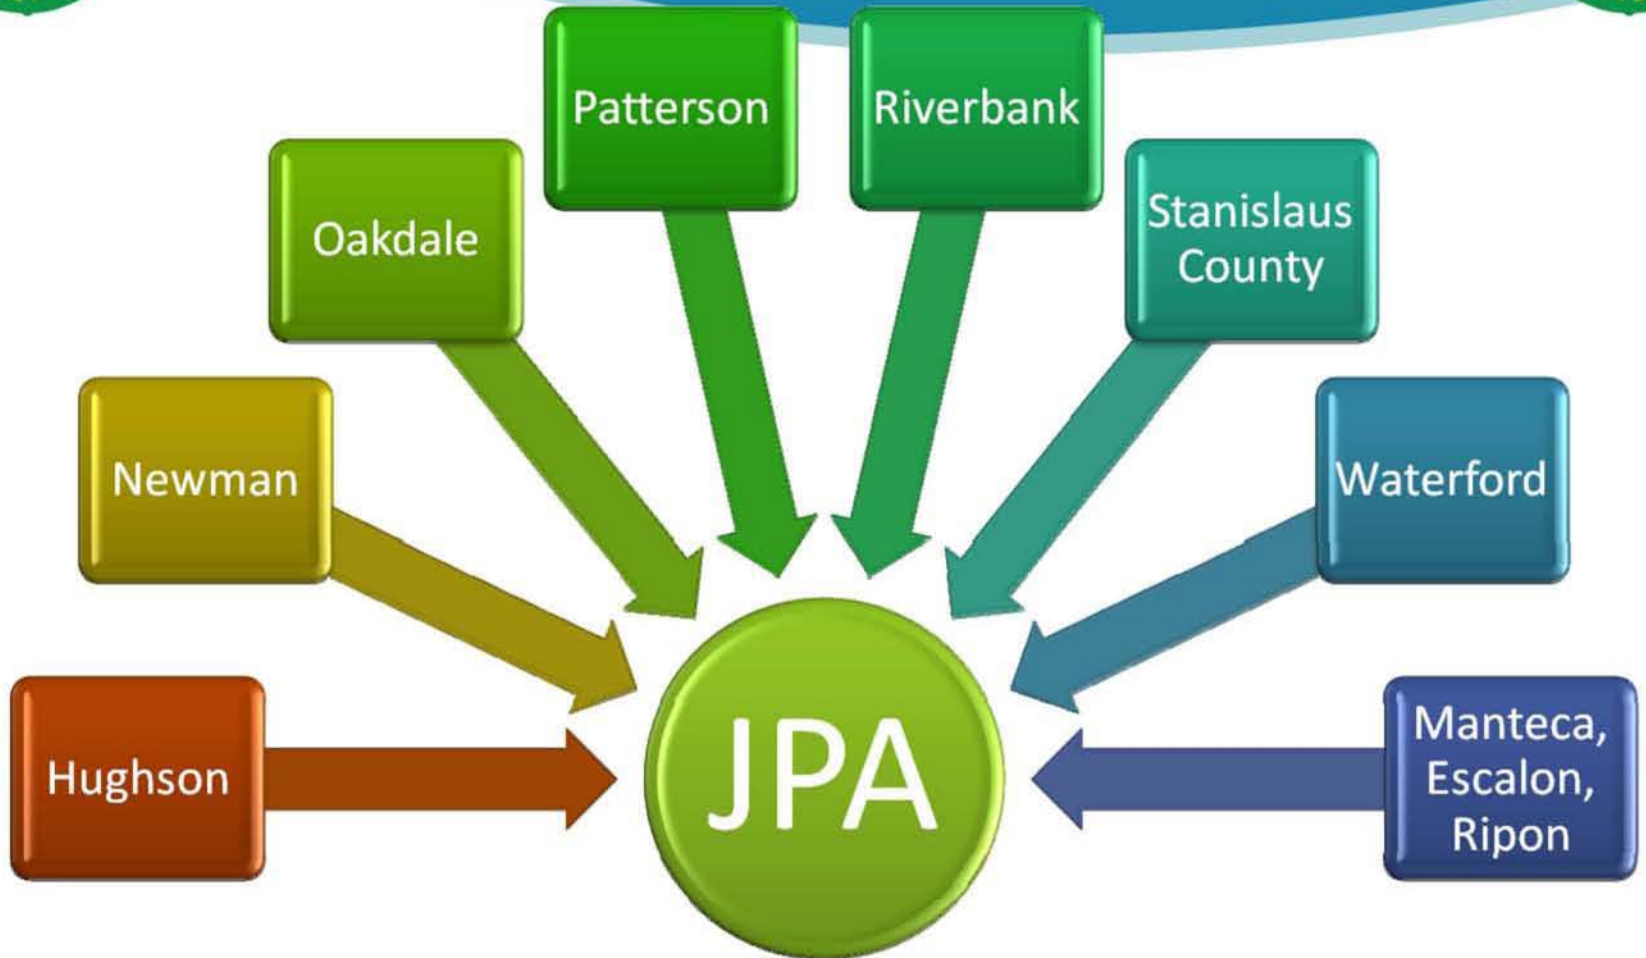 Patterson
Riverbank
Oakdale
Stanislaus
County
Newman
Waterford
Hughson
JPA
Manteca,
Escalon,
Ripon